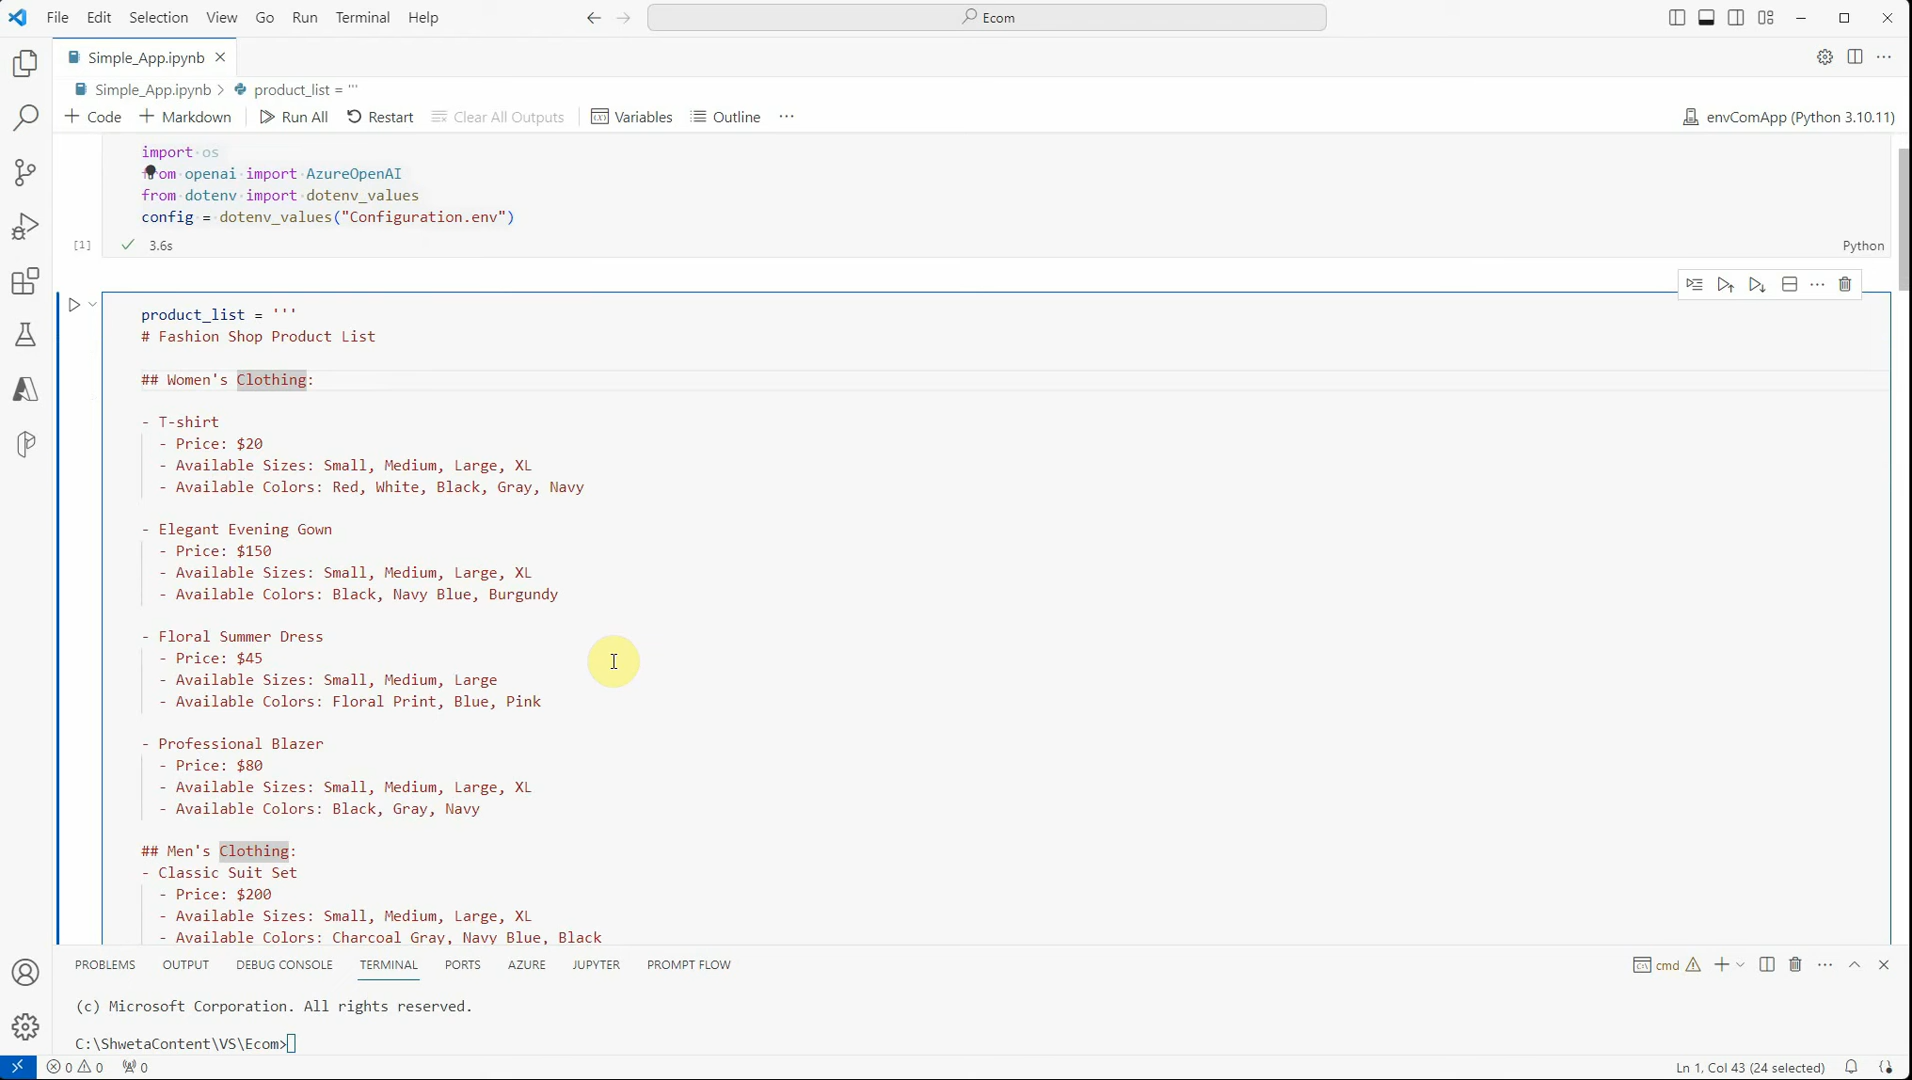 File Edit Selection View Go Run Terminal Help Ecom
Simple_App.ipynb
Simple_App.ipynb > product_list = '''
Code Markdown Run All Restart Clear All Outputs Variables Outline ... envComApp (Python 3.10.11)
import os
from openai import AzureOpenAI
from dotenv import dotenv_values
config = dotenv_values("Configuration.env")
[1] 3.6s Python
product_list = '''
# Fashion Shop Product List
## Women's Clothing:
- T-shirt
- Price: $20
- Available Sizes: Small, Medium, Large, XL
- Available Colors: Red, White, Black, Gray, Navy
- Elegant Evening Gown
- Price: $150
- Available Sizes: Small, Medium, Large, XL
- Available Colors: Black, Navy Blue, Burgundy
- Floral Summer Dress
- Price: $45
- Available Sizes: Small, Medium, Large
- Available Colors: Floral Print, Blue, Pink
- Professional Blazer
- Price: $80
- Available Sizes: Small, Medium, Large, XL
- Available Colors: Black, Gray, Navy
## Men's Clothing:
- Classic Suit Set
- Price: $200
- Available Sizes: Small, Medium, Large, XL
- Available Colors: Charcoal Gray, Navy Blue, Black
PROBLEMS OUTPUT DEBUG CONSOLE TERMINAL PORTS AZURE JUPYTER PROMPT FLOW cmd
(c) Microsoft Corporation. All rights reserved.
C:\ShwetaContent\VS\Ecom>
0 0 0 Ln 1, Col 43 (24 selected)